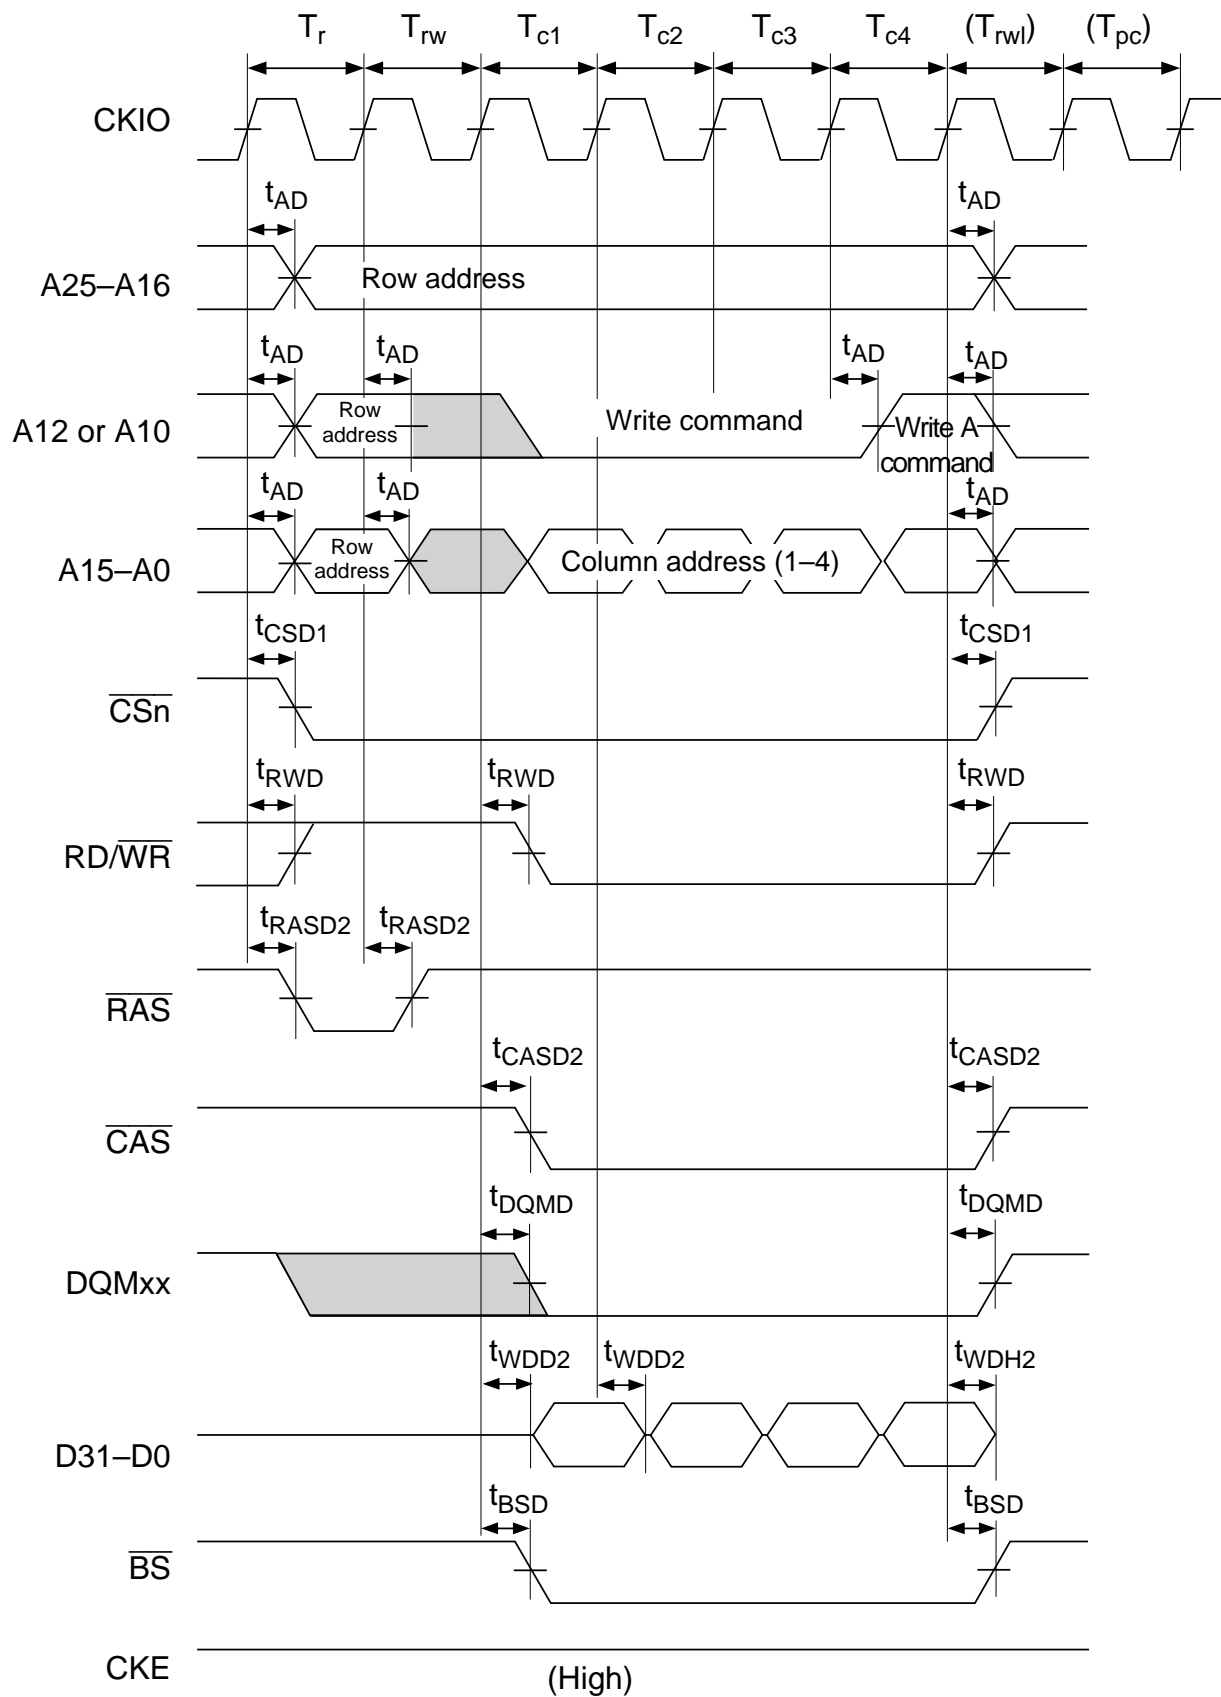 Tr Trw Tc1 Tc2 Tc3 Tc4 (Trwl) (Tpc)
CKIO
tAD tAD
A25–A16 Row address
tAD tAD tAD tAD
A12 or A10 Row address Write command Write A command
tAD tAD tAD
A15–A0 Row address Column address (1–4)
tCSD1 tCSD1
CSn
tRWD tRWD tRWD
RD/WR
tRASD2 tRASD2
RAS
tCASD2 tCASD2
CAS
tDQMD tDQMD
DQMxx
tWDD2 tWDD2 tWDH2
D31–D0
tBSD tBSD
BS
CKE (High)